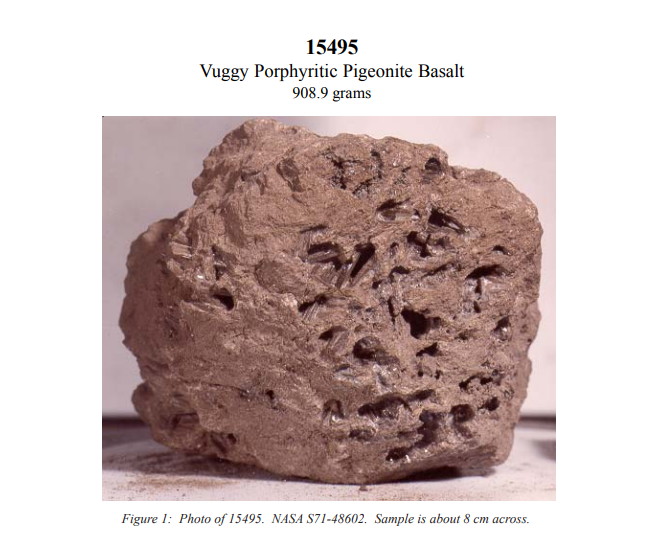 15495
Vuggy Porphyritic Pigeonite Basalt
908.9 grams
Figure 1:  Photo of 15495.  NASA S71-48602.  Sample is about 8 cm across.